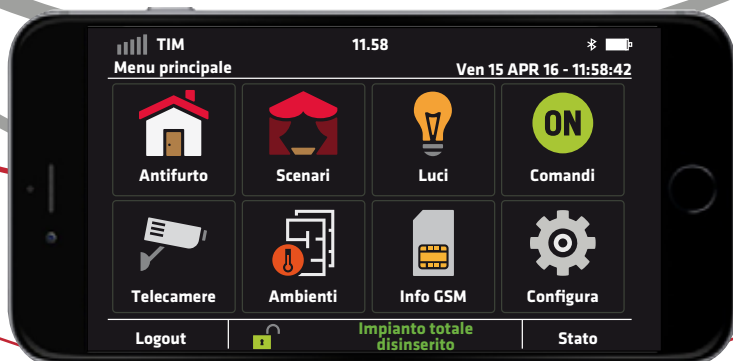 TIM 11.58
Menu principale Ven 15 APR 16 - 11:58:42
ON
Antifurto Scenari Luci Comandi
Telecamere Ambienti Info GSM Configura
Logout Impianto totale Stato
disinserito